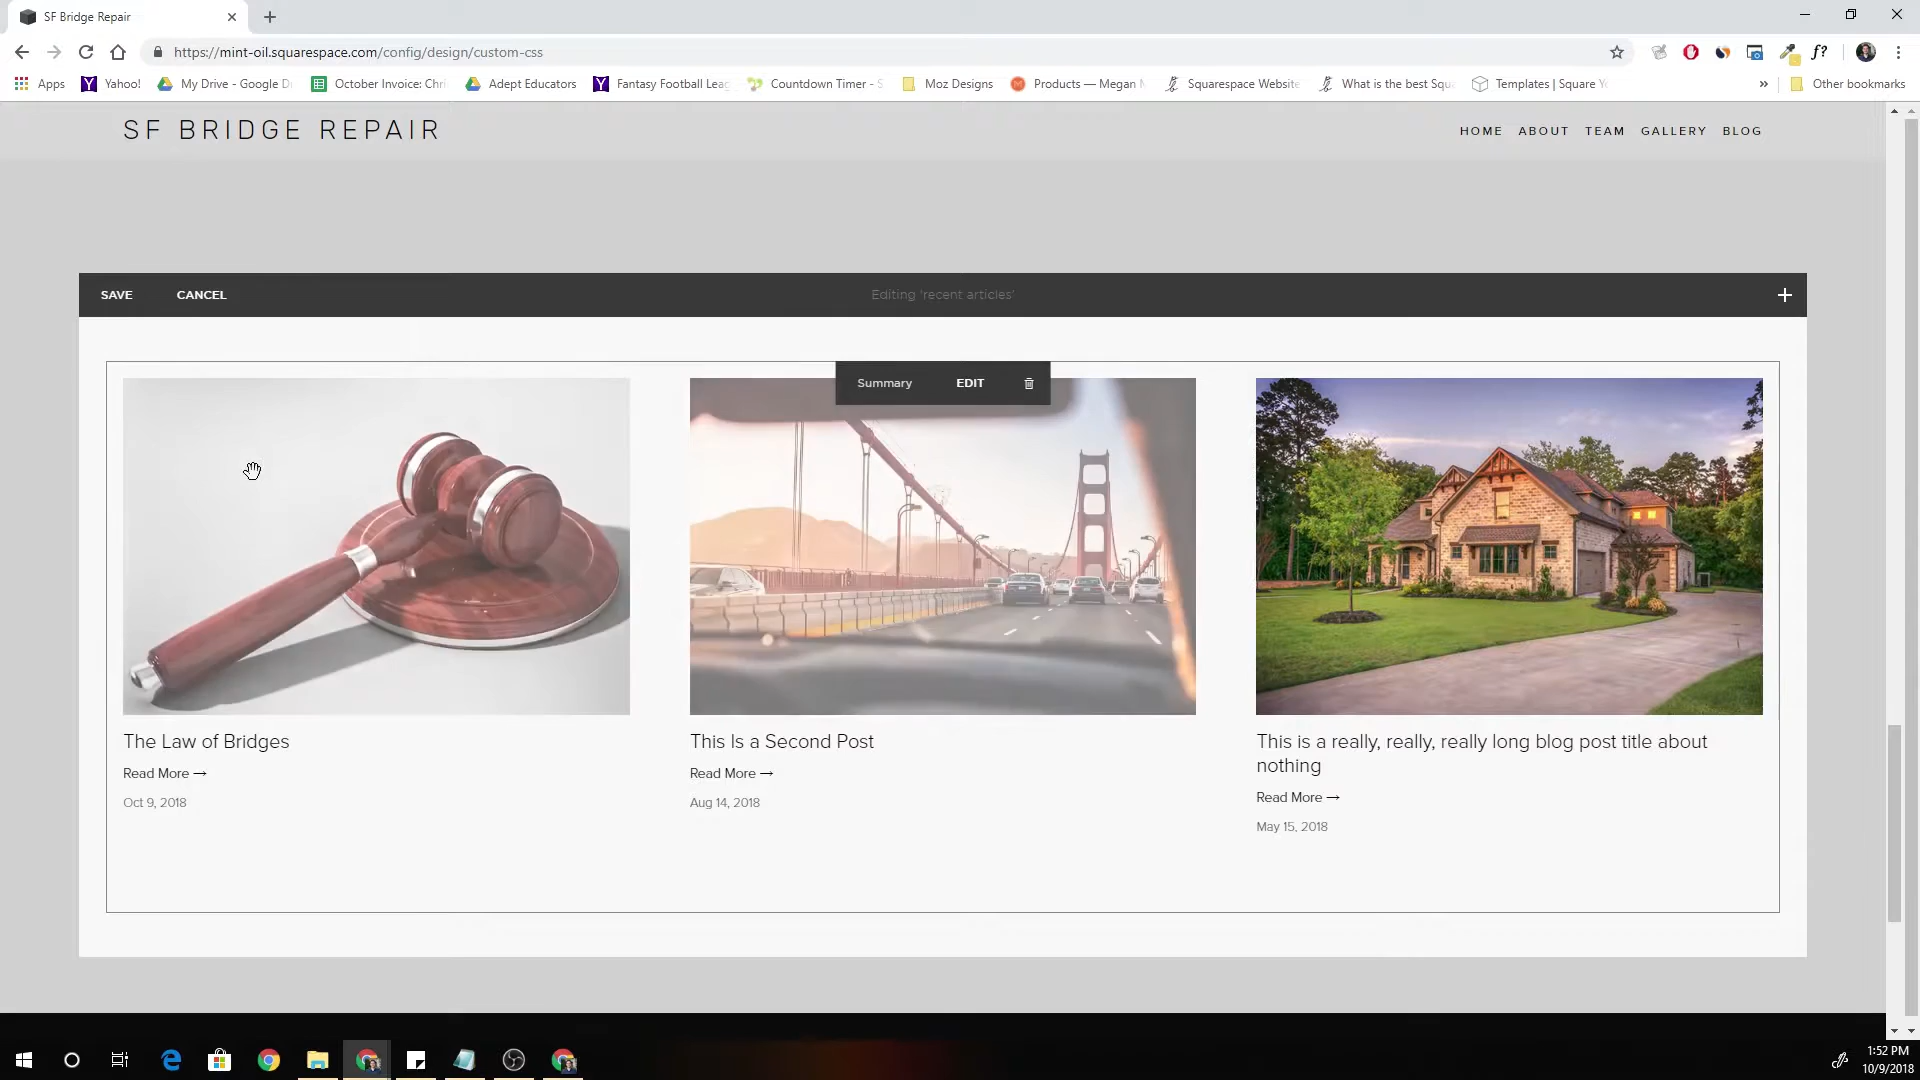 SF Bridge Repair
https://mint-oil.squarespace.com/config/design/custom-css
f?
Apps
Yahoo!
My Drive - Google D
October Invoice: Chri
Adept Educators
Fantasy Football Leag
Countdown Timer - S
Moz Designs
Products — Megan M
Squarespace Website
What is the best Squ
Templates | Square Yo
»
Other bookmarks
SF BRIDGE REPAIR
HOME ABOUT TEAM GALLERY BLOG
SAVE CANCEL
Editing 'recent articles'
Summary EDIT
The Law of Bridges
Read More →
Oct 9, 2018
This Is a Second Post
Read More →
Aug 14, 2018
This is a really, really, really long blog post title about
nothing
Read More →
May 15, 2018
1:52 PM
10/9/2018